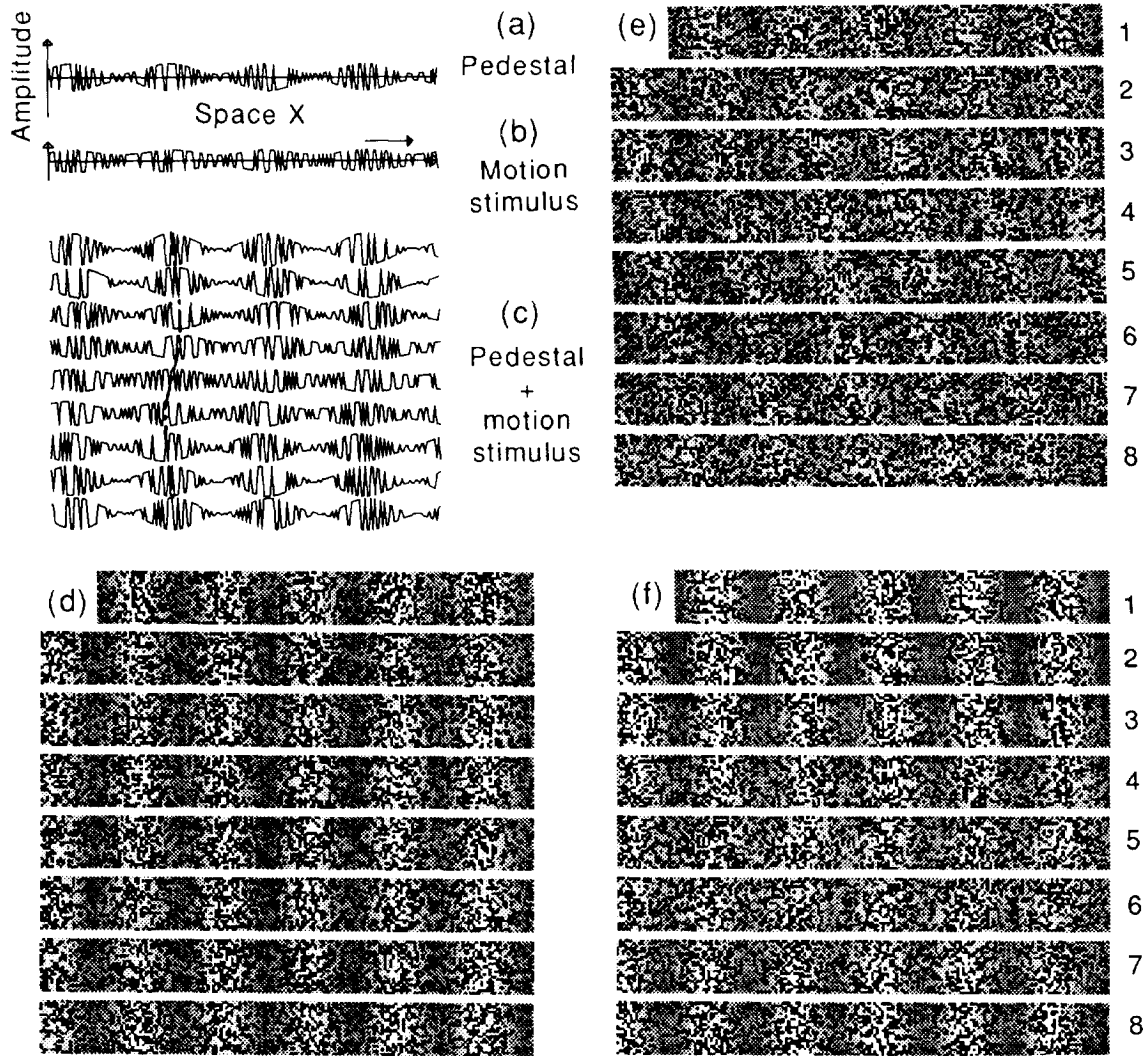 Amplitude
Space X
(a)
Pedestal
(b)
Motion
stimulus
(c)
Pedestal
+
motion
stimulus
(e)
1
2
3
4
5
6
7
8
(d)
(f)
1
2
3
4
5
6
7
8